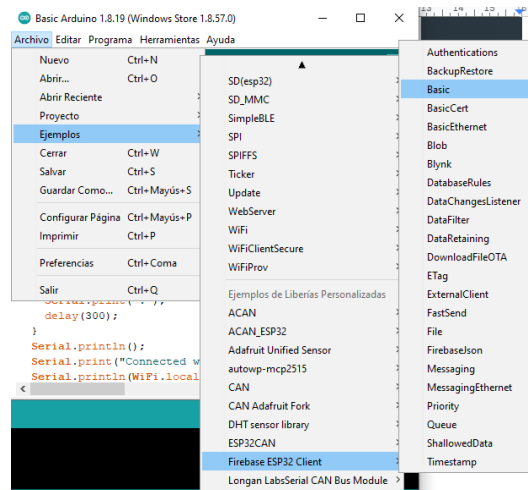 Basic Arduino 1.8.19 (Windows Store 1.8.57.0)
Archivo Editar Programa Herramientas Ayuda
Nuevo Ctrl+N
Abrir... Ctrl+O
Abrir Reciente
Proyecto
Ejemplos
Cerrar Ctrl+W
Salvar Ctrl+S
Guardar Como... Ctrl+Mayús+S
Configurar Página Ctrl+Mayús+P
Imprimir Ctrl+P
Preferencias Ctrl+Coma
Salir Ctrl+Q
Serial.print(".");
delay(300);
}
Serial.println();
Serial.print("Connected w
Serial.println(WiFi.local
SD(esp32)
SD_MMC
SimpleBLE
SPI
SPIFFS
Ticker
Update
WebServer
WiFi
WiFiClientSecure
WiFiProv
Ejemplos de Liberías Personalizadas
ACAN
ACAN_ESP32
Adafruit Unified Sensor
autowp-mcp2515
CAN
CAN Adafruit Fork
DHT sensor library
ESP32CAN
Firebase ESP32 Client
Longan LabsSerial CAN Bus Module
13 14 15
Authentications
BackupRestore
Basic
BasicCert
BasicEthernet
Blob
Blynk
DatabaseRules
DataChangesListener
DataFilter
DataRetaining
DownloadFileOTA
ETag
ExternalClient
FastSend
File
FirebaseJson
Messaging
MessagingEthernet
Priority
Queue
ShallowedData
Timestamp